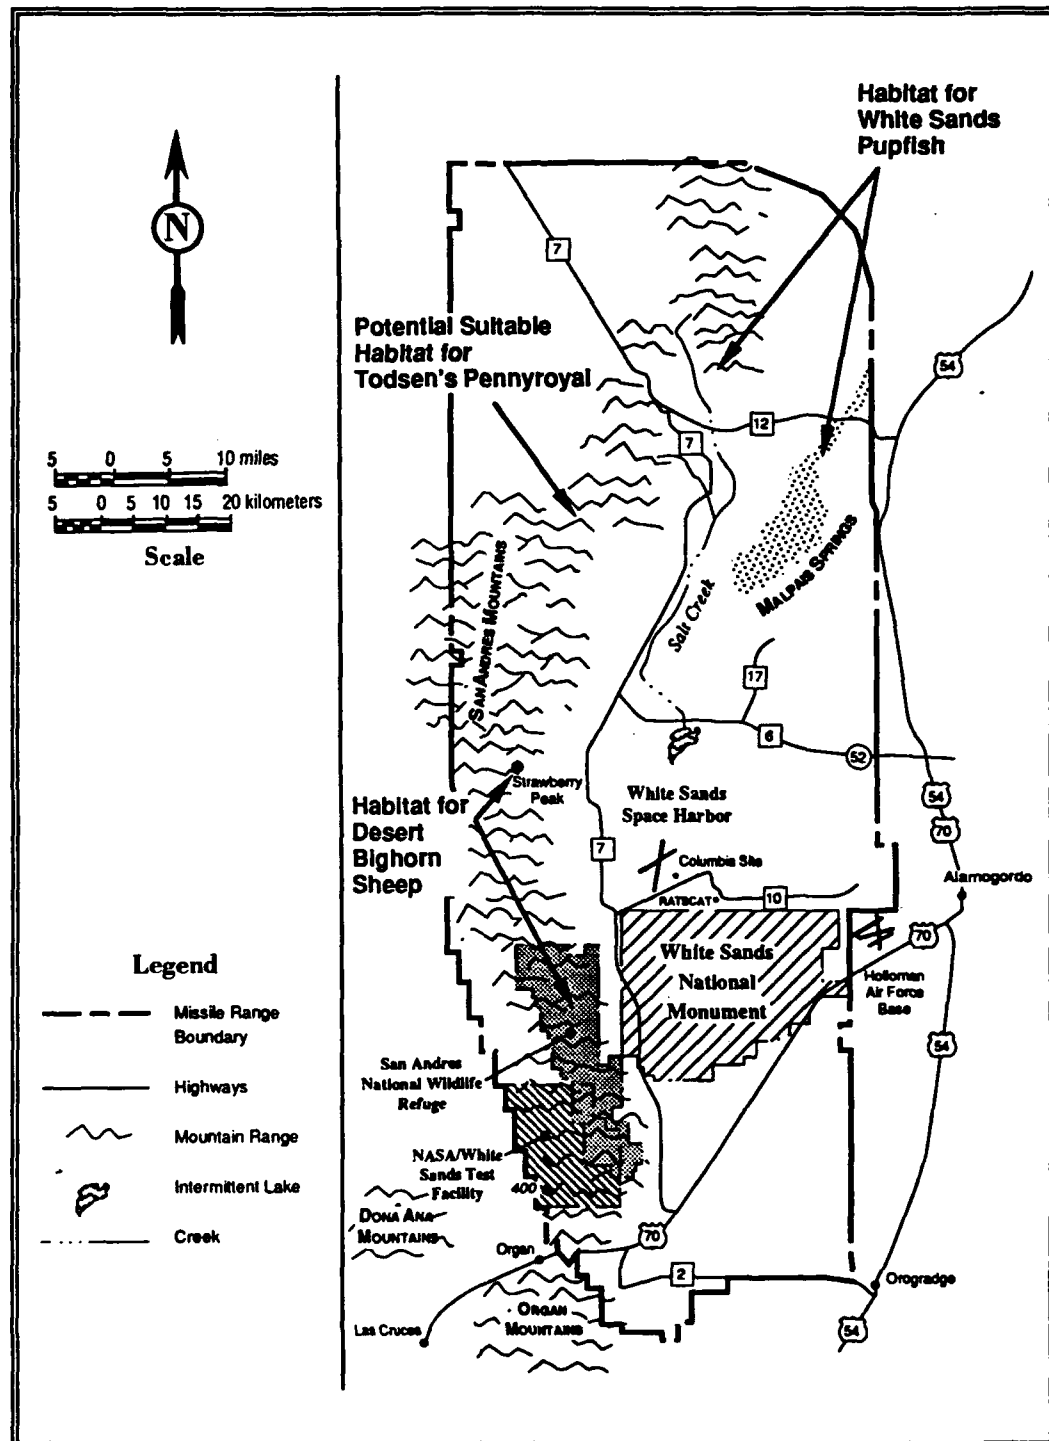 Habitat for
White Sands
Pupfish
N
7
Potential Suitable
Habitat for
Todsen's Pennyroyal
54
12
7
5 0 5 10 miles
5 0 5 10 15 20 kilometers
Scale
SAN ANDRES MOUNTAINS
MALPAIS SPRINGS
Salt Creek
17
6
52
Strawberry
Peak
White Sands
Space Harbor
54
70
Habitat for
Desert
Bighorn
Sheep
7
Columbia Site
RATSCAT
10
Alamogordo
70
White Sands
National
Monument
Holloman
Air Force
Base
54
Legend
Missile Range
Boundary
Highways
Mountain Range
Intermittent Lake
Creek
San Andres
National Wildlife
Refuge
NASA/White
Sands Test
Facility
400
DONA ANA
MOUNTAINS
Organ
70
2
Orogradge
ORGAN
MOUNTAINS
Las Cruces
54